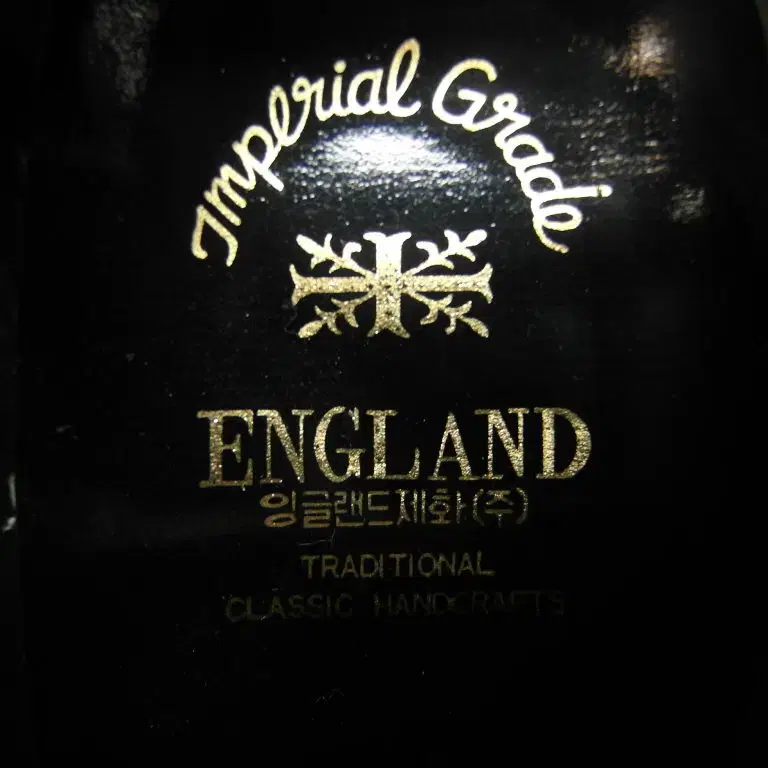 Imperial Grade
ENGLAND
잉글랜드제화(주)
TRADITIONAL
CLASSIC HANDCRAFTS